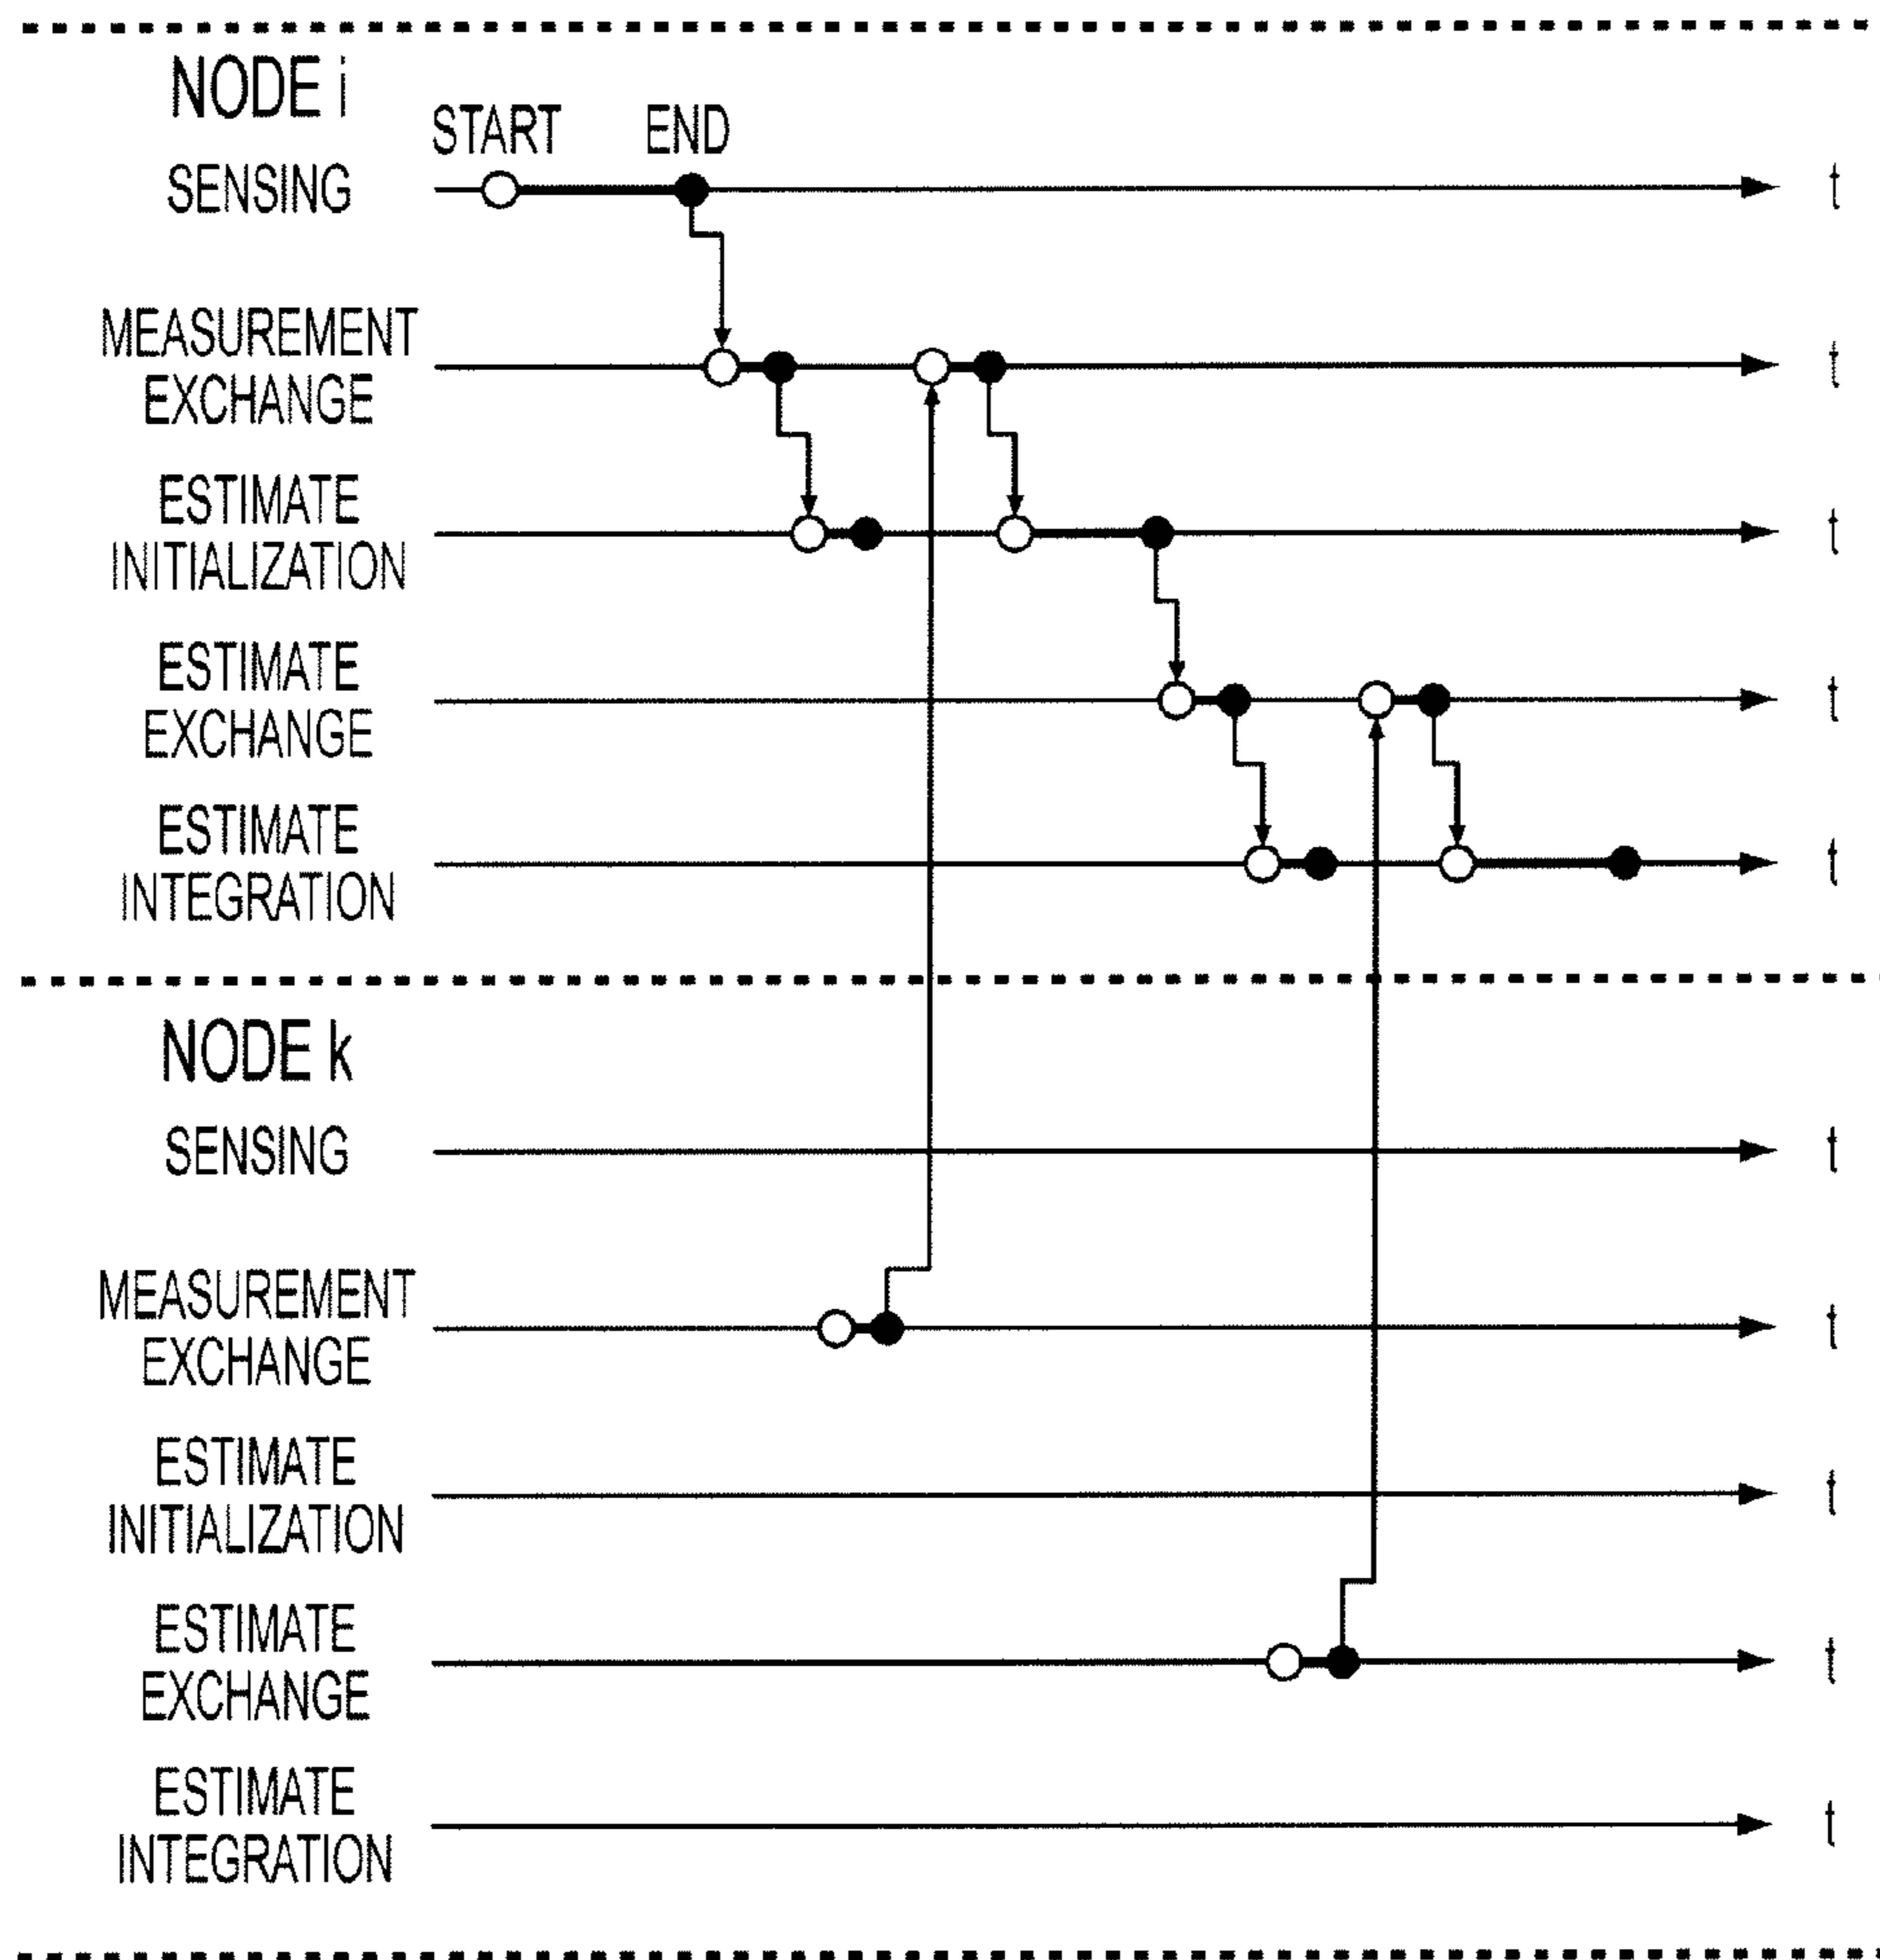 NODE i
START END
SENSING t
MEASUREMENT
EXCHANGE t
ESTIMATE
INITIALIZATION t
ESTIMATE
EXCHANGE t
ESTIMATE
INTEGRATION t
NODE k
SENSING t
MEASUREMENT
EXCHANGE t
ESTIMATE
INITIALIZATION t
ESTIMATE
EXCHANGE t
ESTIMATE
INTEGRATION t